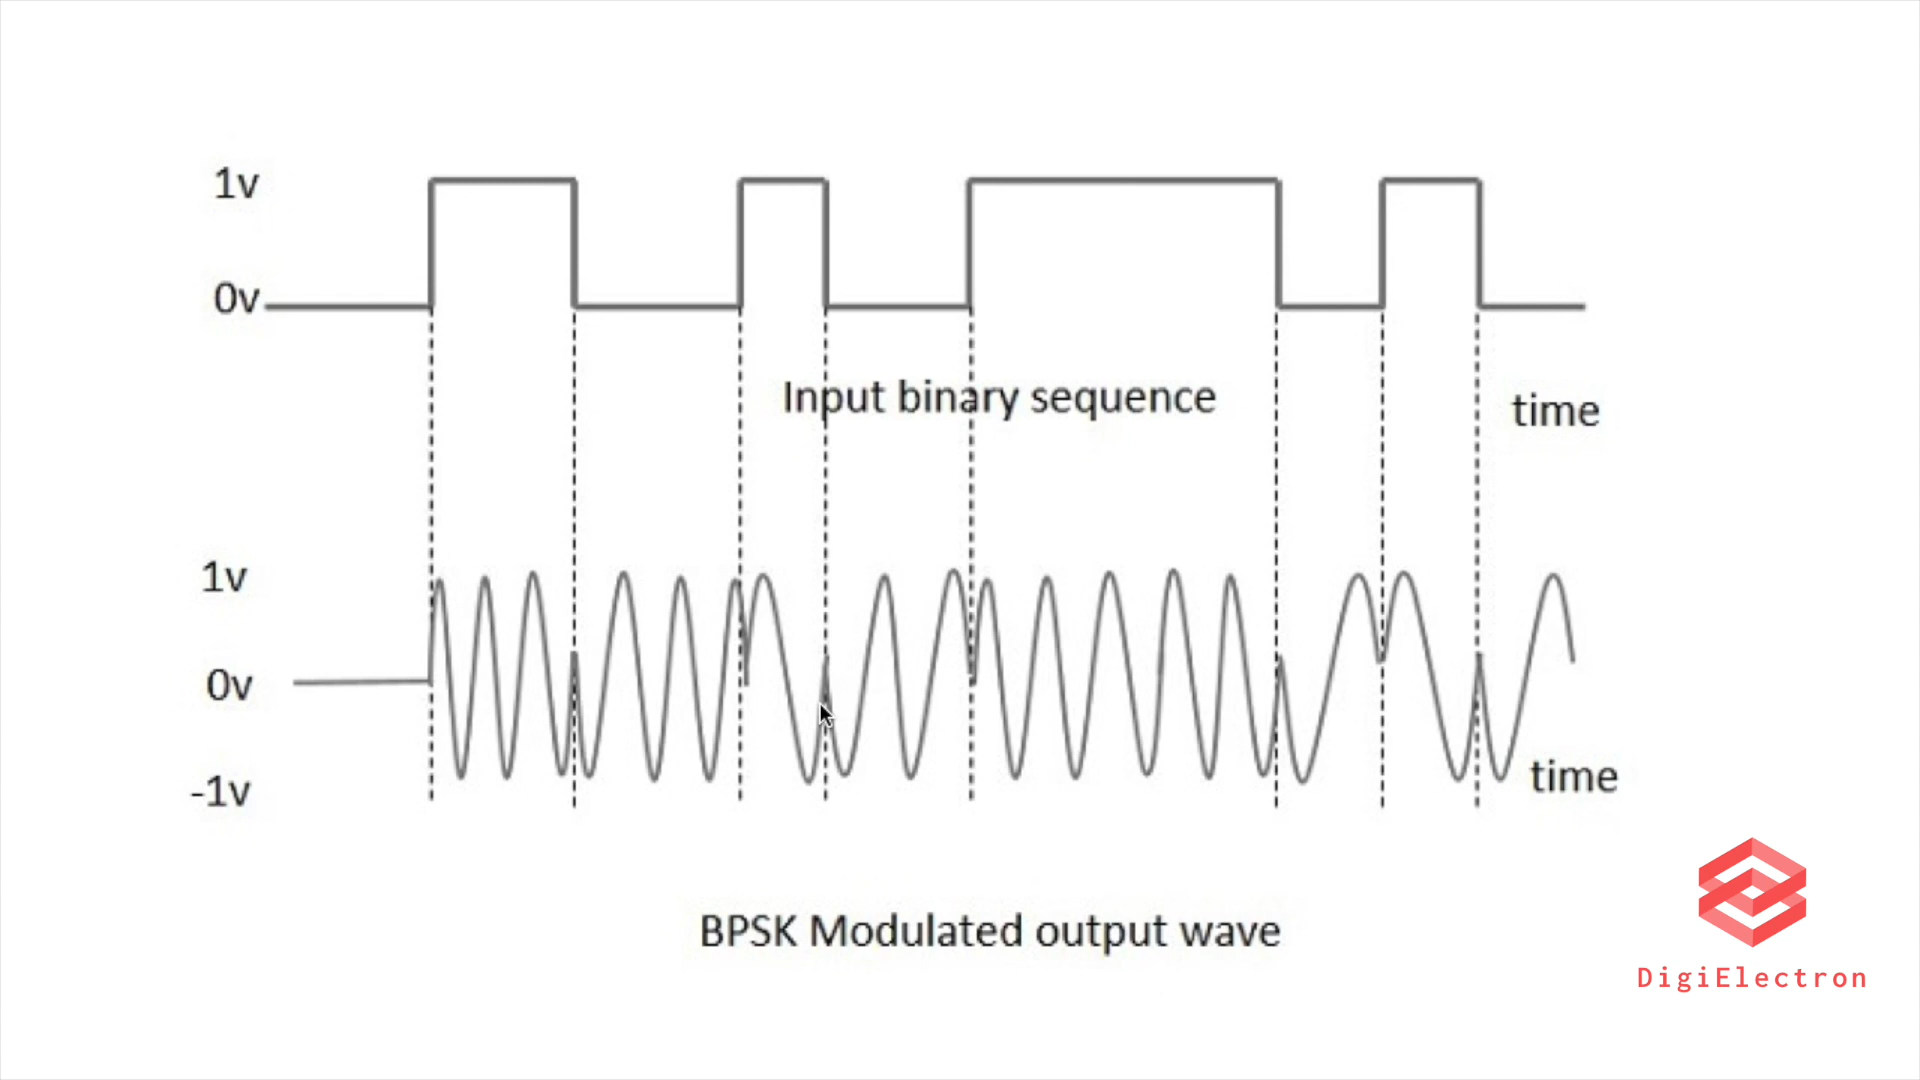 1v
0v
Input binary sequence
time
1v
0v
-1v
time
BPSK Modulated output wave
DigiElectron